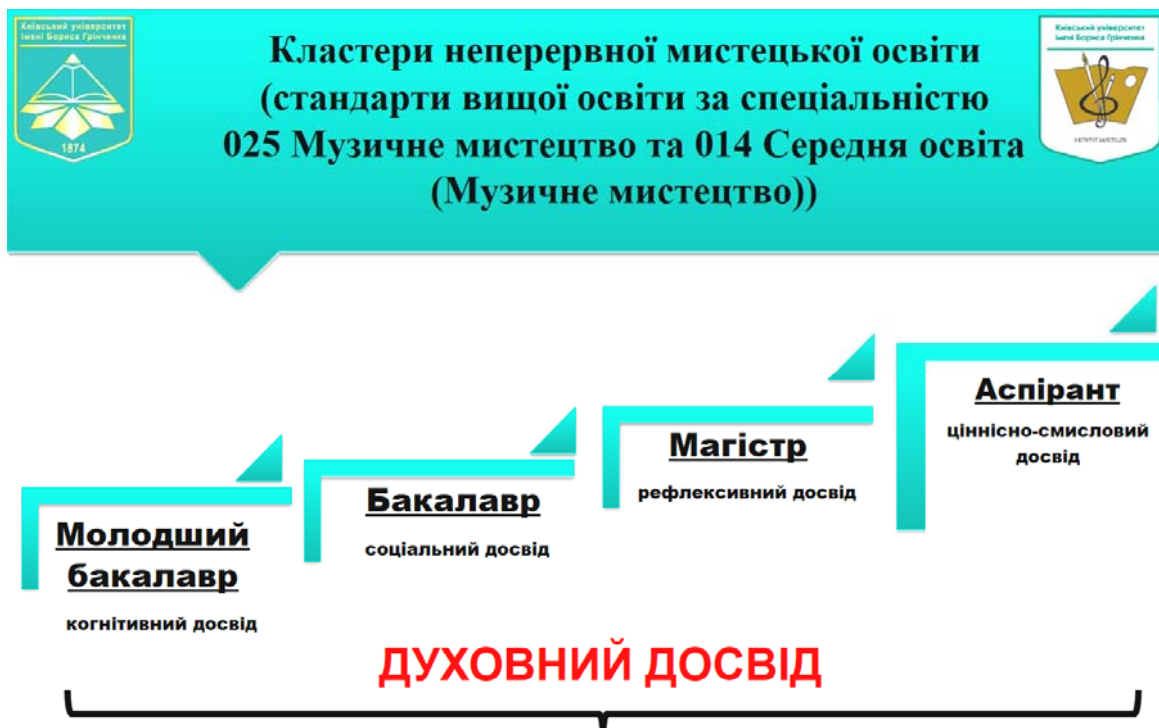 Київський університет
імені Бориса Грінченка
1874
Кластери неперервної мистецької освіти
(стандарти вищої освіти за спеціальністю
025 Музичне мистецтво та 014 Середня освіта
(Музичне мистецтво))
Київський університет
імені Бориса Грінченка
ІНСТИТУТ МИСТЕЦТВ
Молодший
бакалавр
когнітивний досвід
Бакалавр
соціальний досвід
Магістр
рефлексивний досвід
Аспірант
ціннісно-смисловий
досвід
ДУХОВНИЙ ДОСВІД